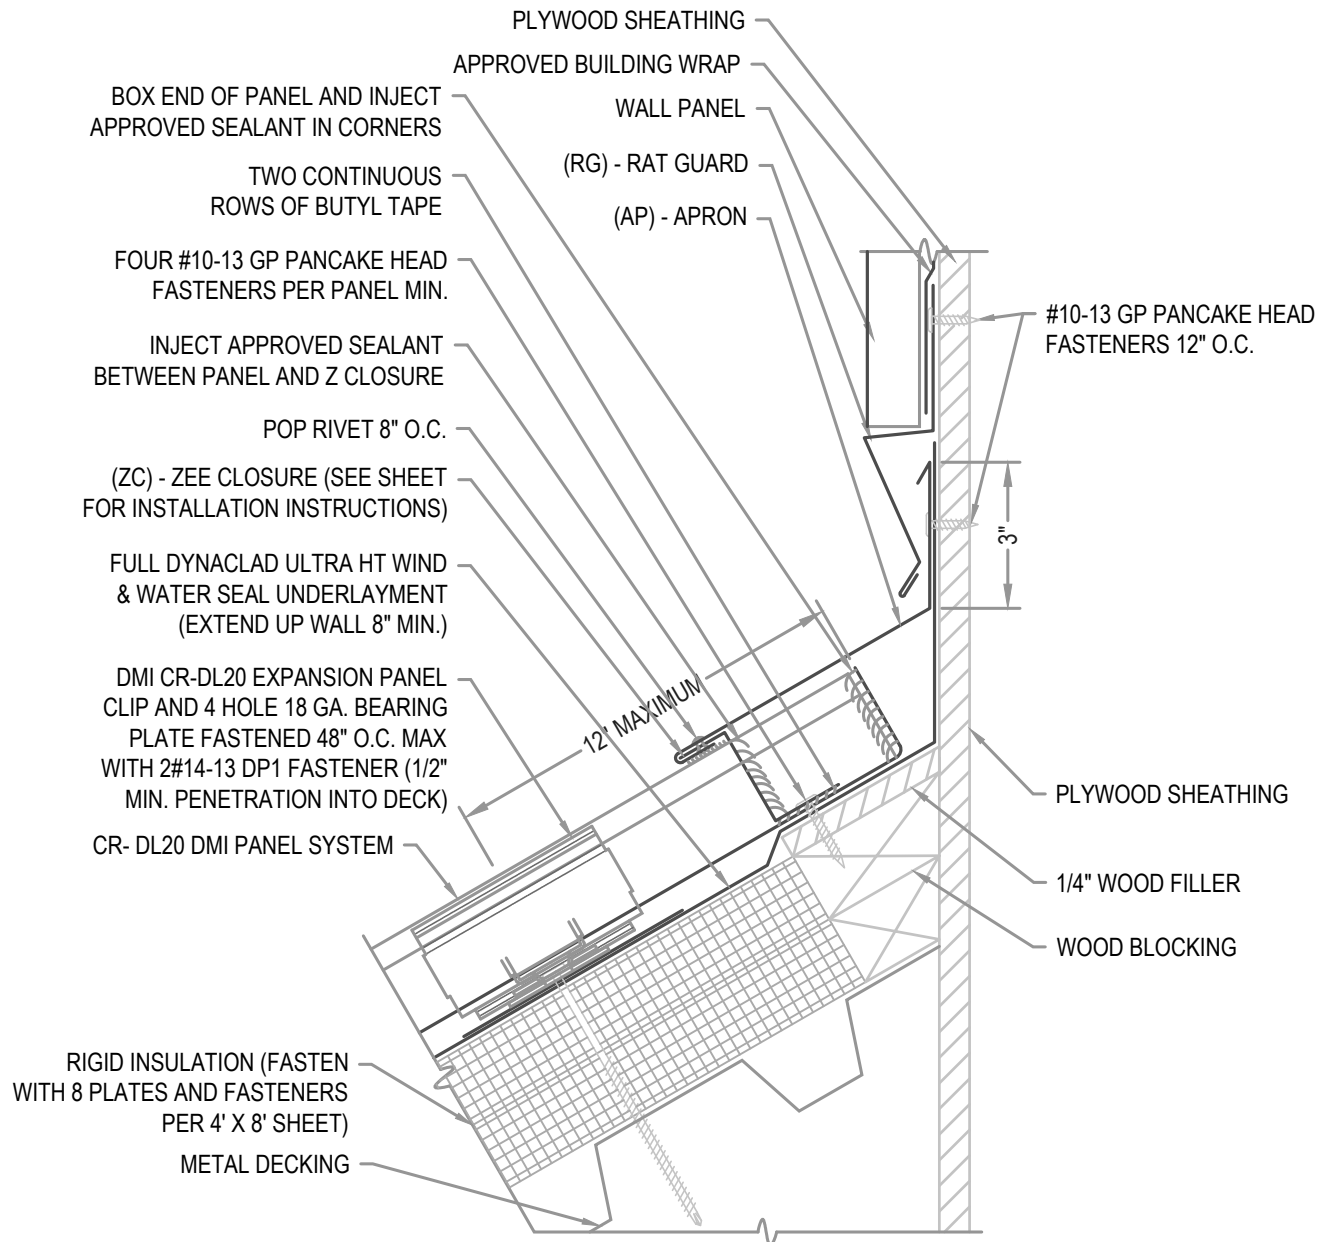 PLYWOOD SHEATHING
APPROVED BUILDING WRAP
WALL PANEL
(RG) - RAT GUARD
(AP) - APRON
BOX END OF PANEL AND INJECT
APPROVED SEALANT IN CORNERS
TWO CONTINUOUS
ROWS OF BUTYL TAPE
FOUR #10-13 GP PANCAKE HEAD
FASTENERS PER PANEL MIN.
INJECT APPROVED SEALANT
BETWEEN PANEL AND Z CLOSURE
POP RIVET 8" O.C.
(ZC) - ZEE CLOSURE (SEE SHEET
FOR INSTALLATION INSTRUCTIONS)
FULL DYNACLAD ULTRA HT WIND
& WATER SEAL UNDERLAYMENT
(EXTEND UP WALL 8" MIN.)
DMI CR-DL20 EXPANSION PANEL
CLIP AND 4 HOLE 18 GA. BEARING
PLATE FASTENED 48" O.C. MAX
WITH 2#14-13 DP1 FASTENER (1/2"
MIN. PENETRATION INTO DECK)
CR- DL20 DMI PANEL SYSTEM
RIGID INSULATION (FASTEN
WITH 8 PLATES AND FASTENERS
PER 4' X 8' SHEET)
METAL DECKING
12" MAXIMUM
#10-13 GP PANCAKE HEAD
FASTENERS 12" O.C.
3"
PLYWOOD SHEATHING
1/4" WOOD FILLER
WOOD BLOCKING